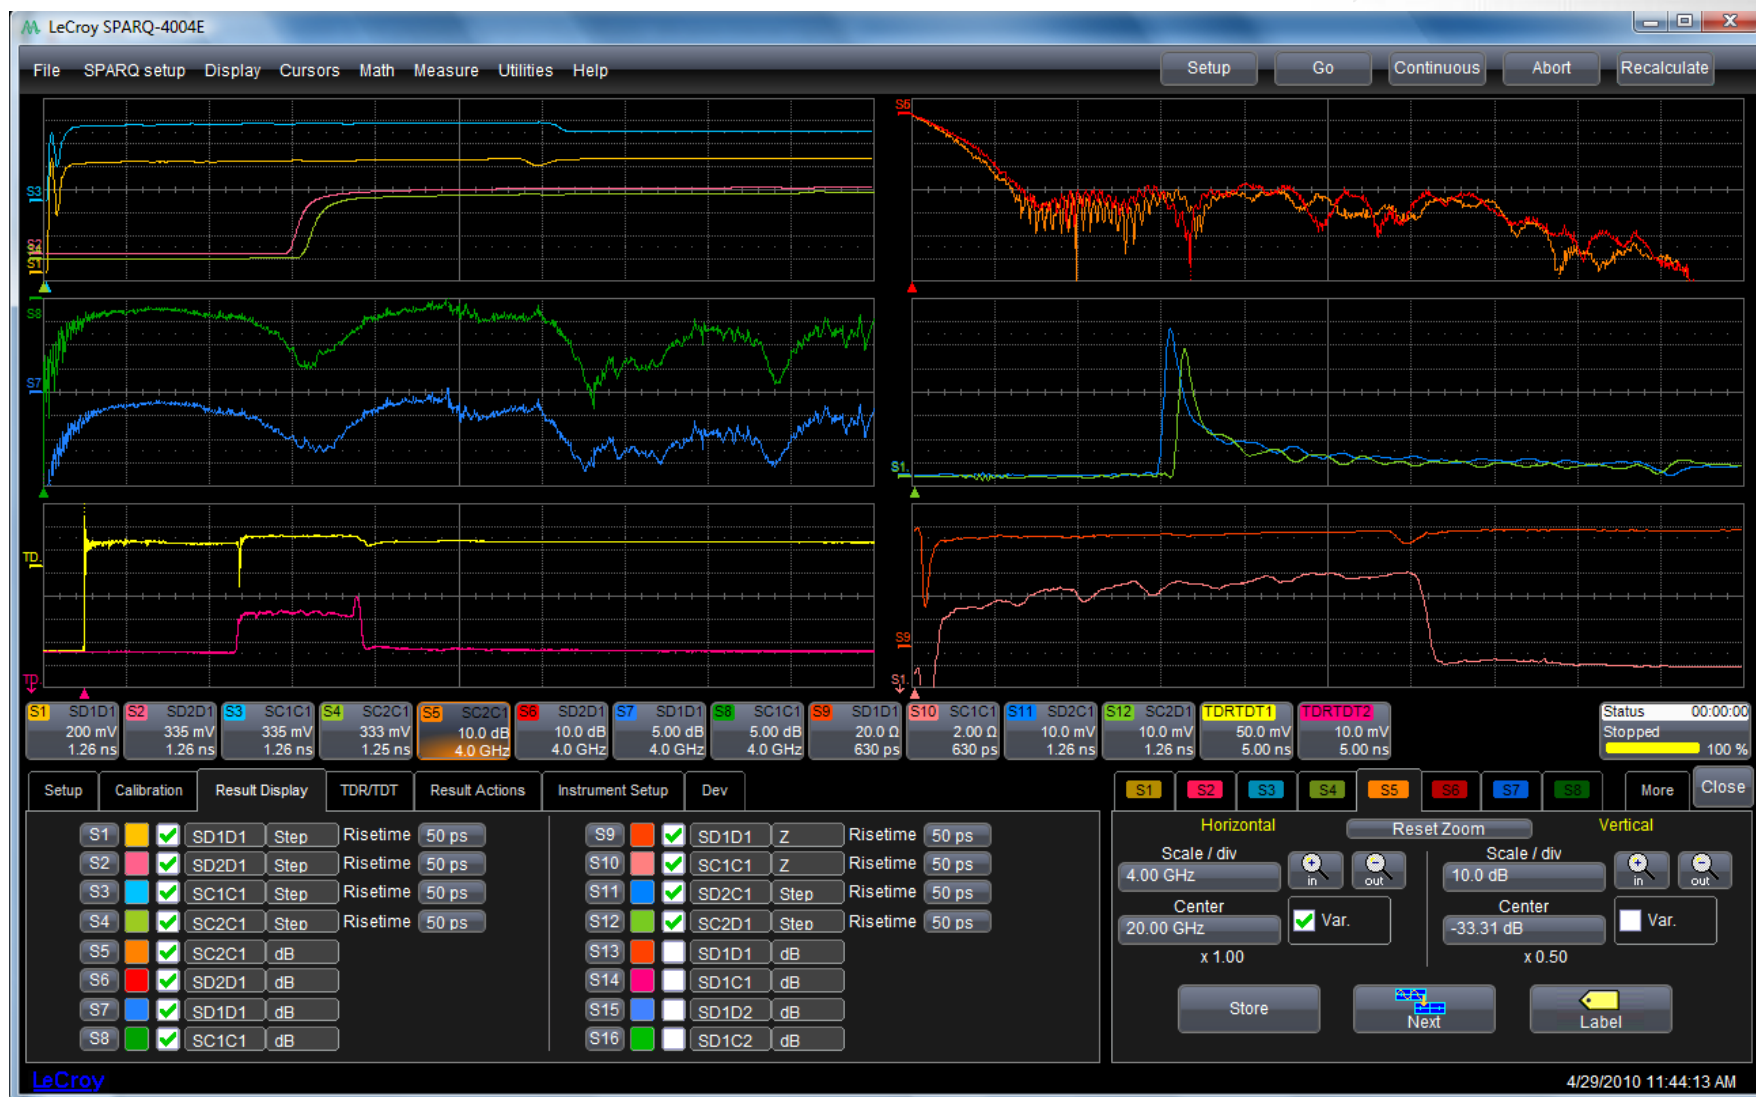 LeCroy SPARQ-4004E
File SPARQ setup Display Cursors Math Measure Utilities Help Setup Go Continuous Abort Recalculate
S6
S3
S2
S1
S8
S7
S1.
TD.
S9
TD. S1.
S1 SD1D1 S2 SD2D1 S3 SC1C1 S4 SC2C1 S5 SC2C1 S6 SD2D1 S7 SD1D1 S8 SC1C1 S9 SD1D1 S10 SC1C1 S11 SD2C1 S12 SC2D1 TDRTDT1 TDRTDT2 Status 00:00:00
200 mV 335 mV 335 mV 333 mV 10.0 dB 10.0 dB 5.00 dB 5.00 dB 20.0 Ω 2.00 Ω 10.0 mV 10.0 mV 50.0 mV 10.0 mV Stopped
1.26 ns 1.26 ns 1.26 ns 1.25 ns 4.0 GHz 4.0 GHz 4.0 GHz 4.0 GHz 630 ps 630 ps 1.26 ns 1.26 ns 5.00 ns 5.00 ns 100 %
Setup Calibration Result Display TDR/TDT Result Actions Instrument Setup Dev S1 S2 S3 S4 S5 S6 S7 S8 More Close
S1 SD1D1 Step Risetime 50 ps
S2 SD2D1 Step Risetime 50 ps
S3 SC1C1 Step Risetime 50 ps
S4 SC2C1 Step Risetime 50 ps
S5 SC2C1 dB
S6 SD2D1 dB
S7 SD1D1 dB
S8 SC1C1 dB
S9 SD1D1 Z Risetime 50 ps
S10 SC1C1 Z Risetime 50 ps
S11 SD2C1 Step Risetime 50 ps
S12 SC2D1 Step Risetime 50 ps
S13 SD1D1 dB
S14 SD1C1 dB
S15 SD1D2 dB
S16 SD1C2 dB
Horizontal Reset Zoom Vertical
Scale / div
4.00 GHz
in out
Center
20.00 GHz
Var.
x 1.00
Scale / div
10.0 dB
in out
Center
-33.31 dB
Var.
x 0.50
Store Next Label
LeCroy 4/29/2010 11:44:13 AM